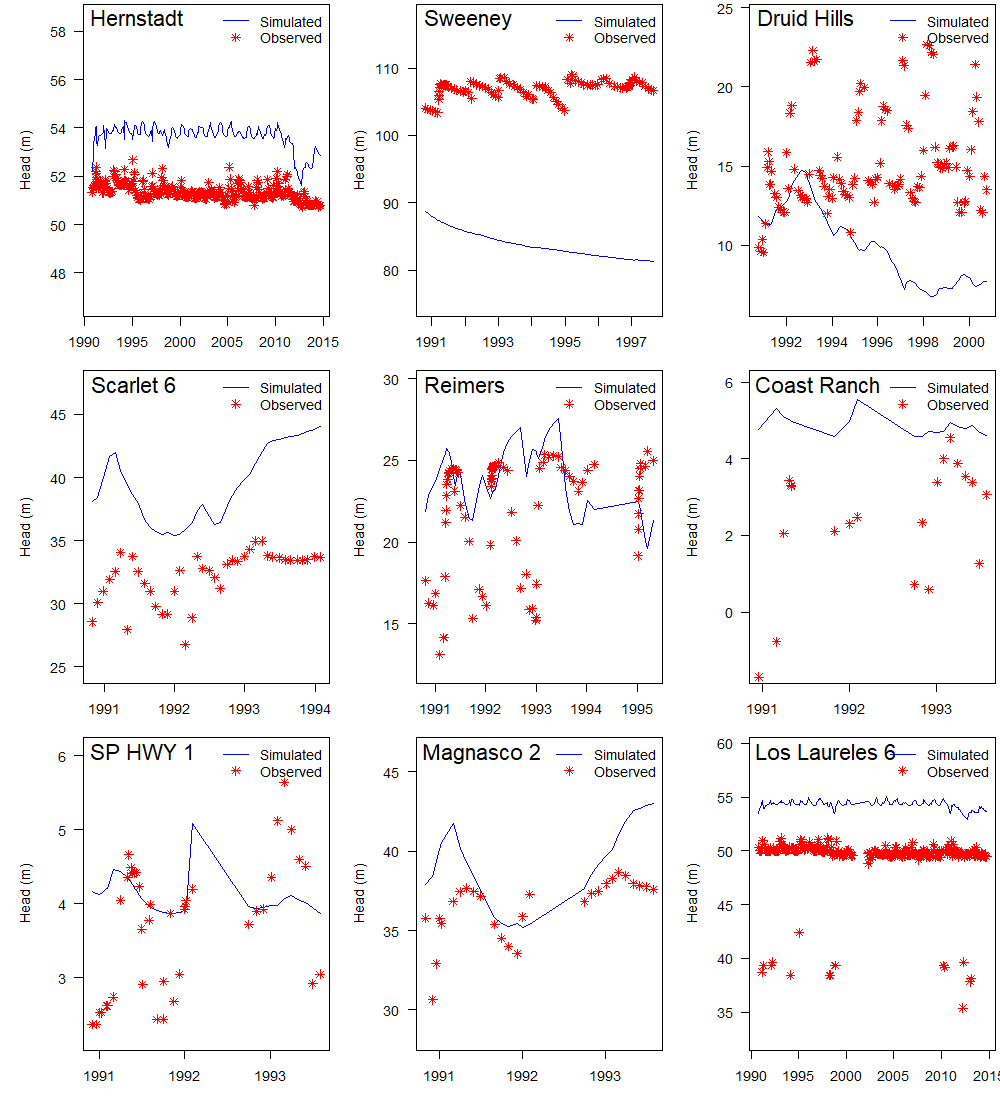 Hernstadt
Simulated
Observed
Head (m)
58
56
54
52
50
48
1990 1995 2000 2005 2010 2015
Sweeney
Simulated
Observed
Head (m)
110
100
90
80
1991 1993 1995 1997
Druid Hills
Simulated
Observed
Head (m)
25
20
15
10
1992 1994 1996 1998 2000
Scarlet 6
Simulated
Observed
Head (m)
45
40
35
30
25
1991 1992 1993 1994
Reimers
Simulated
Observed
Head (m)
30
25
20
15
1991 1992 1993 1994 1995
Coast Ranch
Simulated
Observed
Head (m)
6
4
2
0
1991 1992 1993
SP HWY 1
Simulated
Observed
Head (m)
6
5
4
3
1991 1992 1993
Magnasco 2
Simulated
Observed
Head (m)
45
40
35
30
1991 1992 1993
Los Laureles 6
Simulated
Observed
Head (m)
60
55
50
45
40
35
1990 1995 2000 2005 2010 2015